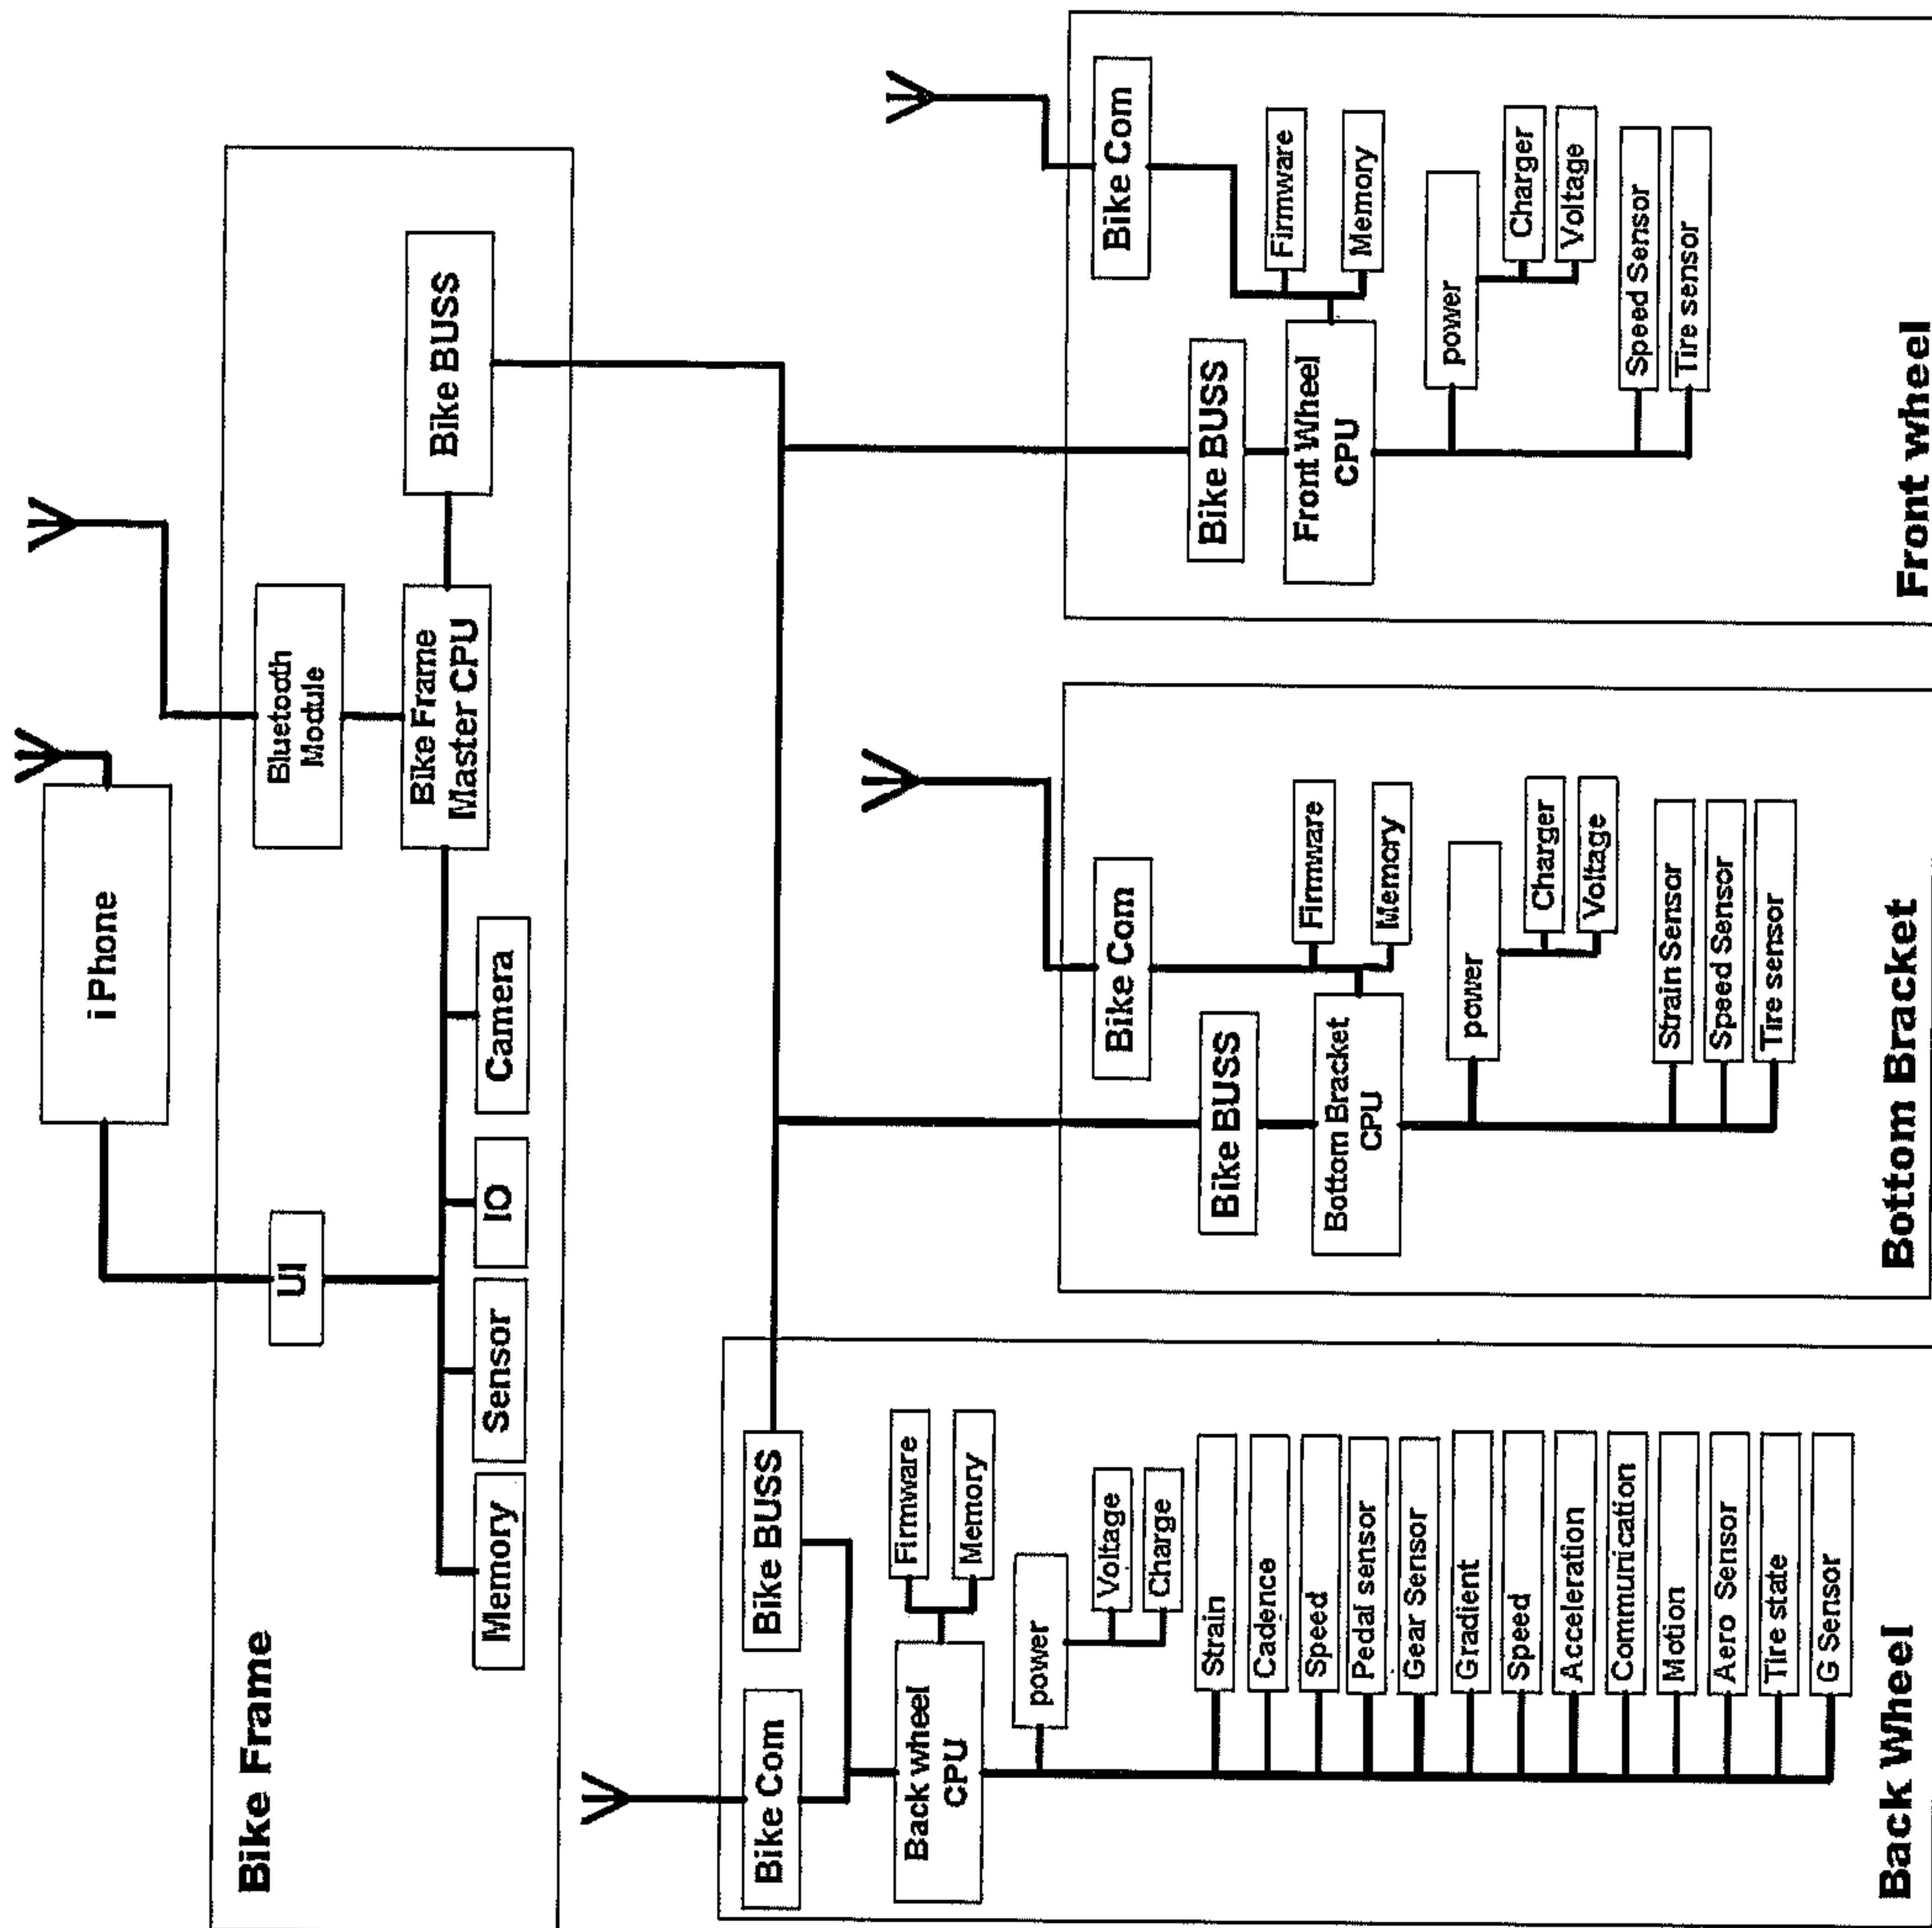 Bike Frame
iPhone
UI
Bluetooth
Module
Bike Frame
Master CPU
Bike BUSS
Memory
Sensor
IO
Camera
Back Wheel
Bike Com
Bike BUSS
Back wheel
CPU
Firmware
Memory
power
Voltage
Charge
Strain
Cadence
Speed
Pedal sensor
Gear Sensor
Gradient
Speed
Acceleration
Communication
Motion
Aero Sensor
Tire state
G Sensor
Bottom Bracket
Bike Com
Bike BUSS
Bottom Bracket
CPU
Firmware
Memory
power
Charger
Voltage
Strain Sensor
Speed Sensor
Tire sensor
Front wheel
Bike Com
Bike BUSS
Front Wheel
CPU
Firmware
Memory
power
Charger
Voltage
Speed Sensor
Tire sensor